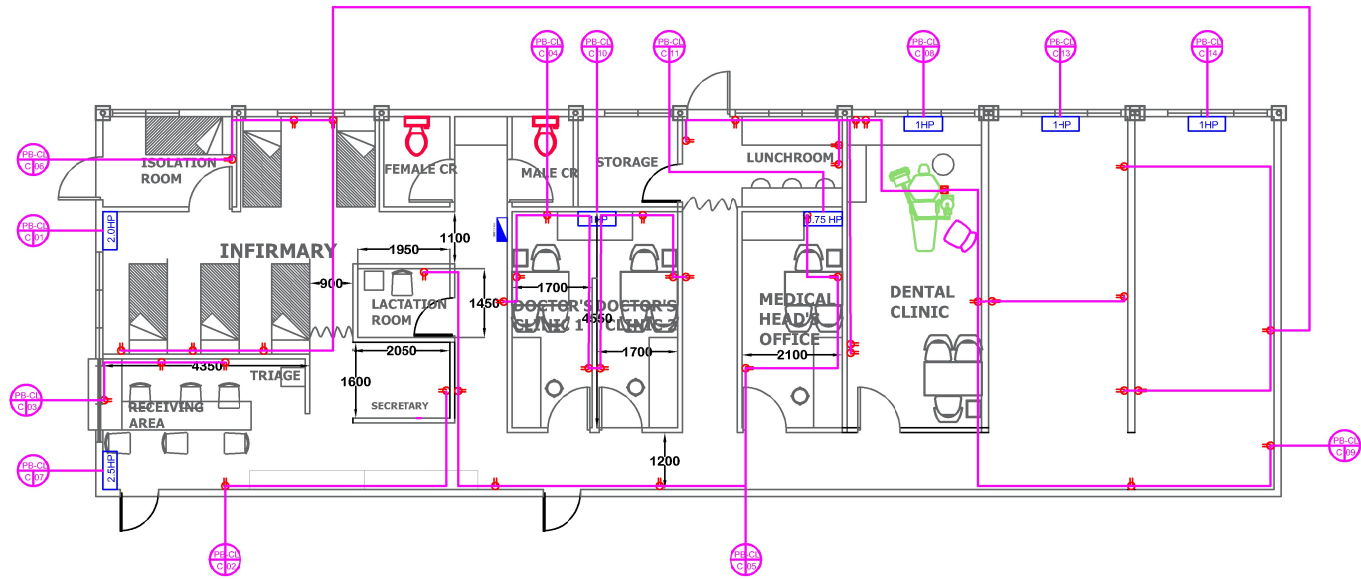 PB-CL
C 04
PB-CL
C 10
PB-CL
C 11
PB-CL
C 08
PB-CL
C 13
PB-CL
C 14
1HP
1HP
1HP
PB-CL
C 06
ISOLATION
ROOM
FEMALE CR
MALE CR
STORAGE
LUNCHROOM
PB-CL
C 01
2.0HP
INFIRMARY
1100
1HP
.75 HP
1950
900
LACTATION
ROOM
1450
1700
DOCTOR'S
CLINIC 1
4550
DOCTOR'S
CLINIC 2
MEDICAL
HEAD'S
OFFICE
DENTAL
CLINIC
2050
1700
2100
4350
TRIAGE
1600
PB-CL
C 03
RECEIVING
AREA
SECRETARY
PB-CL
C 07
2.5HP
1200
PB-CL
C 09
PB-CL
C 02
PB-CL
C 05